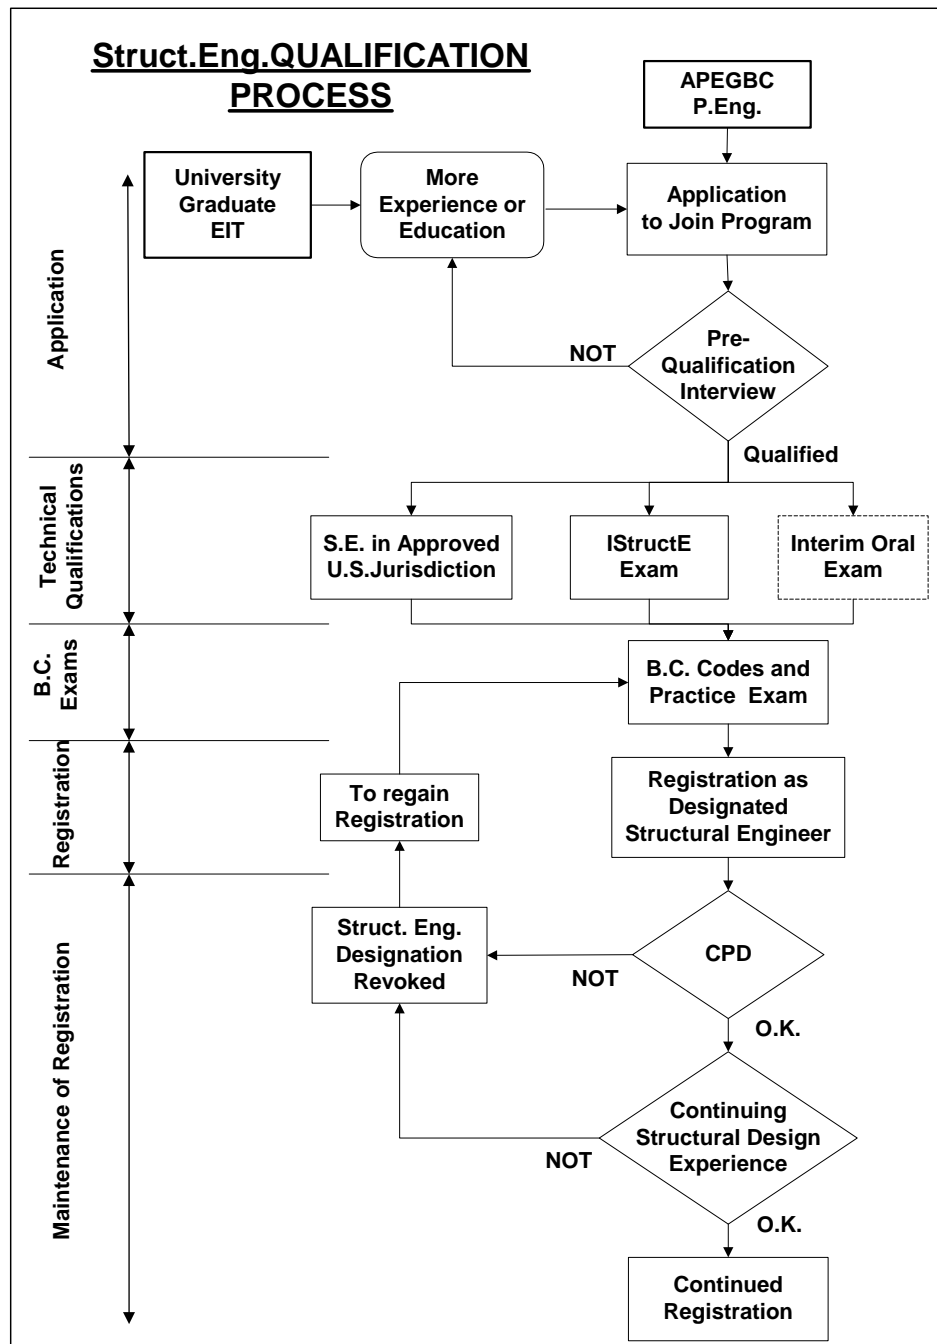 Struct.Eng.QUALIFICATION
PROCESS
APEGBC
P.Eng.
University
Graduate
EIT
More
Experience or
Education
Application
to Join Program
Application
Pre-
Qualification
Interview
NOT
Qualified
Technical
Qualifications
S.E. in Approved
U.S.Jurisdiction
IStructE
Exam
Interim Oral
Exam
B.C.
Exams
B.C. Codes and
Practice Exam
Registration
To regain
Registration
Registration as
Designated
Structural Engineer
Maintenance of Registration
Struct. Eng.
Designation
Revoked
NOT
CPD
O.K.
Continuing
Structural Design
Experience
NOT
O.K.
Continued
Registration